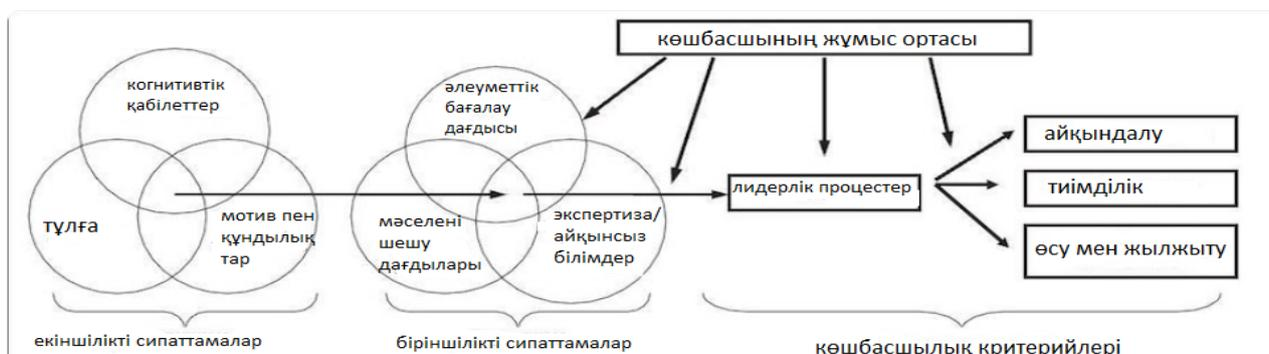 көшбасшының жұмыс ортасы
когнитивтік
қабілеттер
әлеуметтік
бағалау
дағдысы
айқындалу
лидерлік процестер
тиімділік
тұлға
мотив пен
құндылық
тар
мәселені
шешу
дағдылары
экспертиза/
айқынсыз
білімдер
өсу мен жылжыту
екіншілікті сипаттамалар
біріншілікті сипаттамалар
көшбасшылық критерийлері